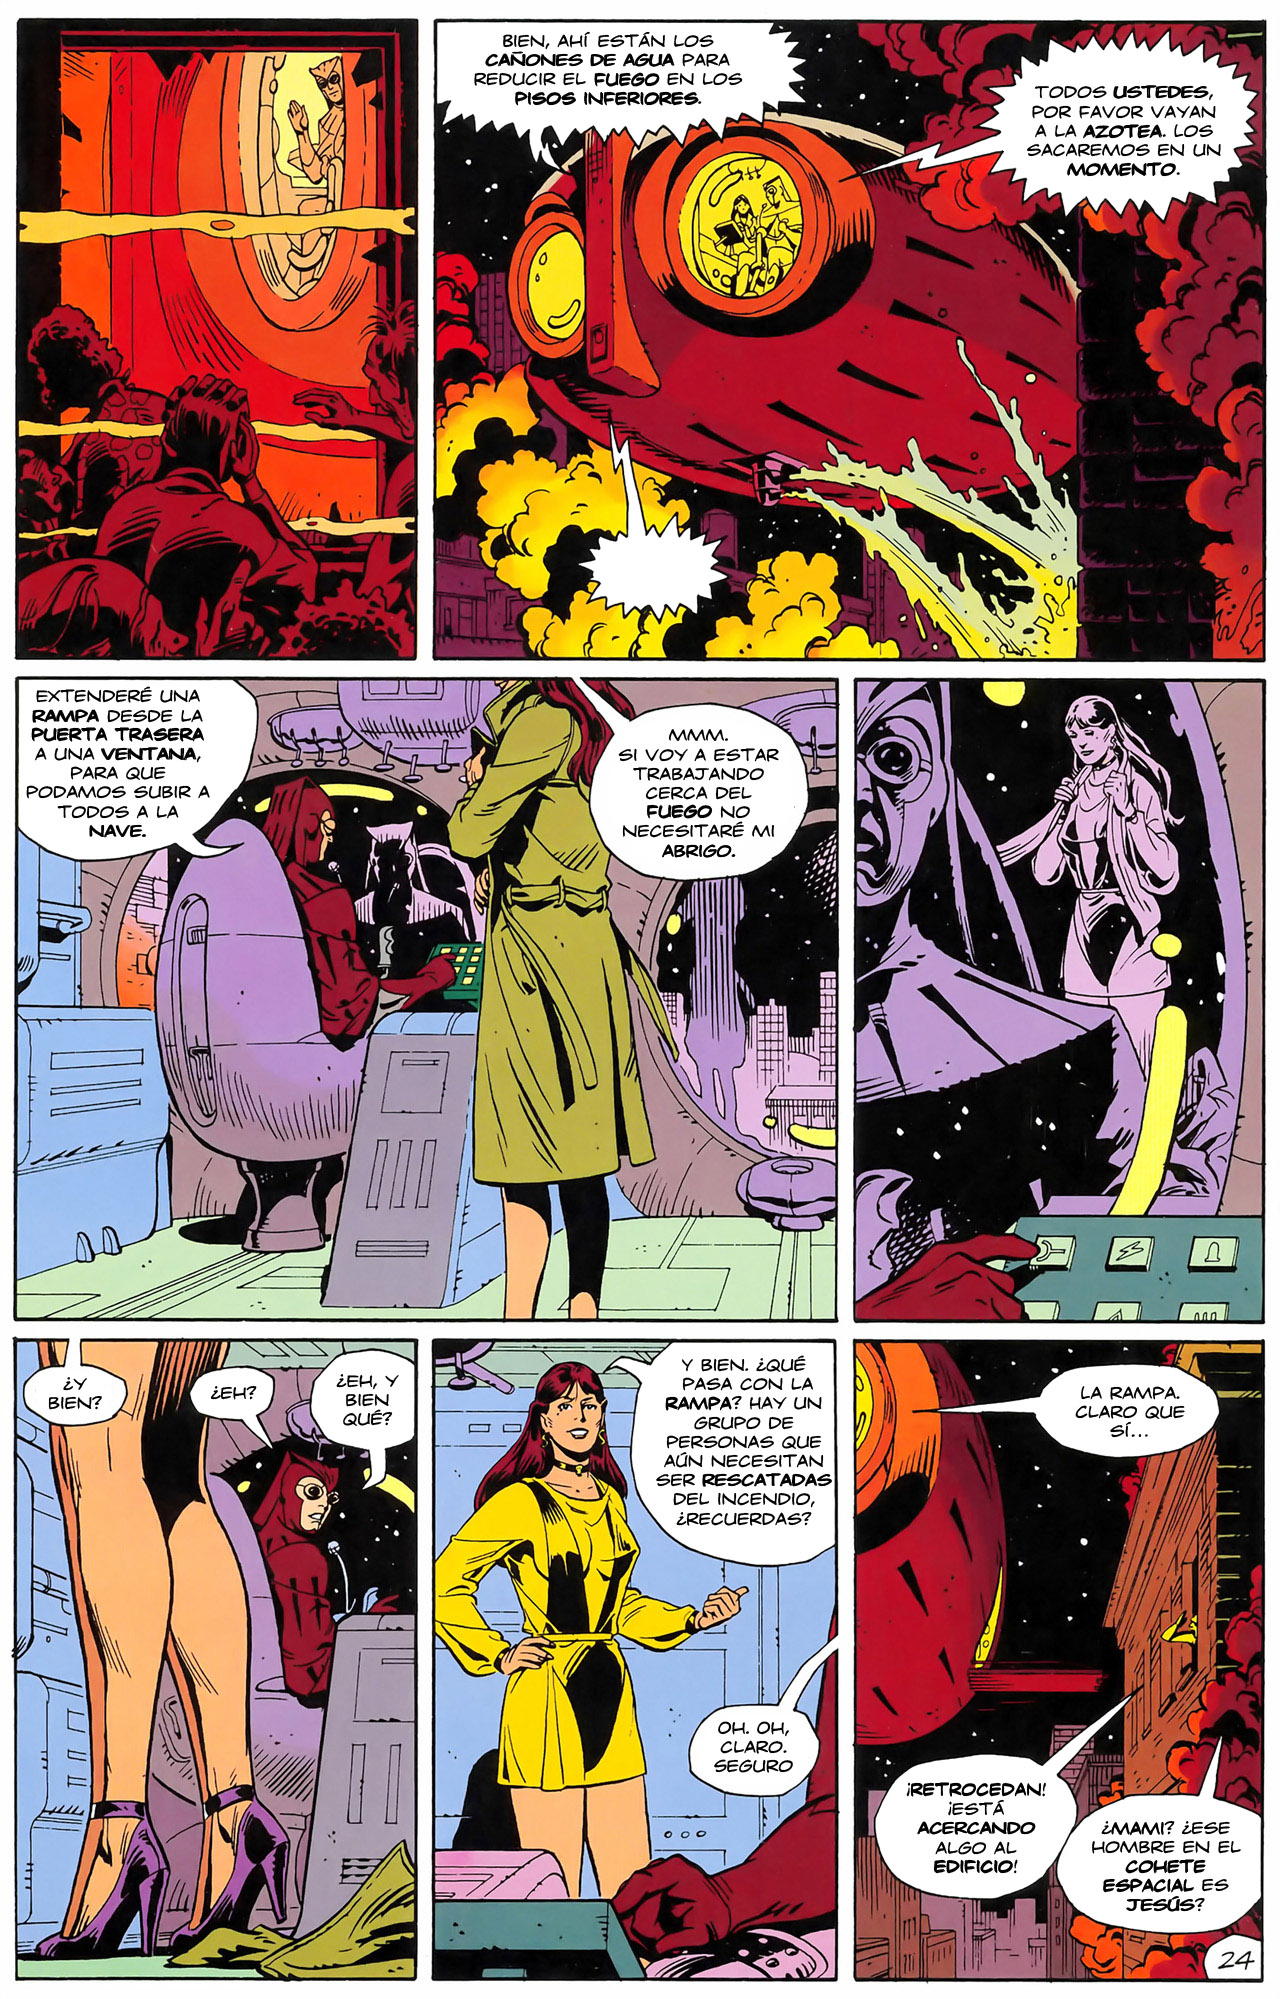 BIEN, AHÍ ESTÁN LOS
CAÑONES DE AGUA PARA
REDUCIR EL FUEGO EN LOS
PISOS INFERIORES.
TODOS USTEDES,
POR FAVOR VAYAN
A LA AZOTEA. LOS
SACAREMOS EN UN
MOMENTO.
EXTENDERÉ UNA
RAMPA DESDE LA
PUERTA TRASERA
A UNA VENTANA,
PARA QUE
PODAMOS SUBIR A
TODOS A LA
NAVE.
MMM.
SI VOY A ESTAR
TRABAJANDO
CERCA DEL
FUEGO NO
NECESITARÉ MI
ABRIGO.
¿Y
BIEN?
¿EH?
¿EH, Y
BIEN
QUÉ?
Y BIEN. ¿QUÉ
PASA CON LA
RAMPA? HAY UN
GRUPO DE
PERSONAS QUE
AÚN NECESITAN
SER RESCATADAS
DEL INCENDIO,
¿RECUERDAS?
OH. OH,
CLARO.
SEGURO
LA RAMPA.
CLARO QUE
SÍ...
¡RETROCEDAN!
¡ESTÁ
ACERCANDO
ALGO AL
EDIFICIO!
¿MAMI? ¿ESE
HOMBRE EN EL
COHETE
ESPACIAL ES
JESÚS?
24